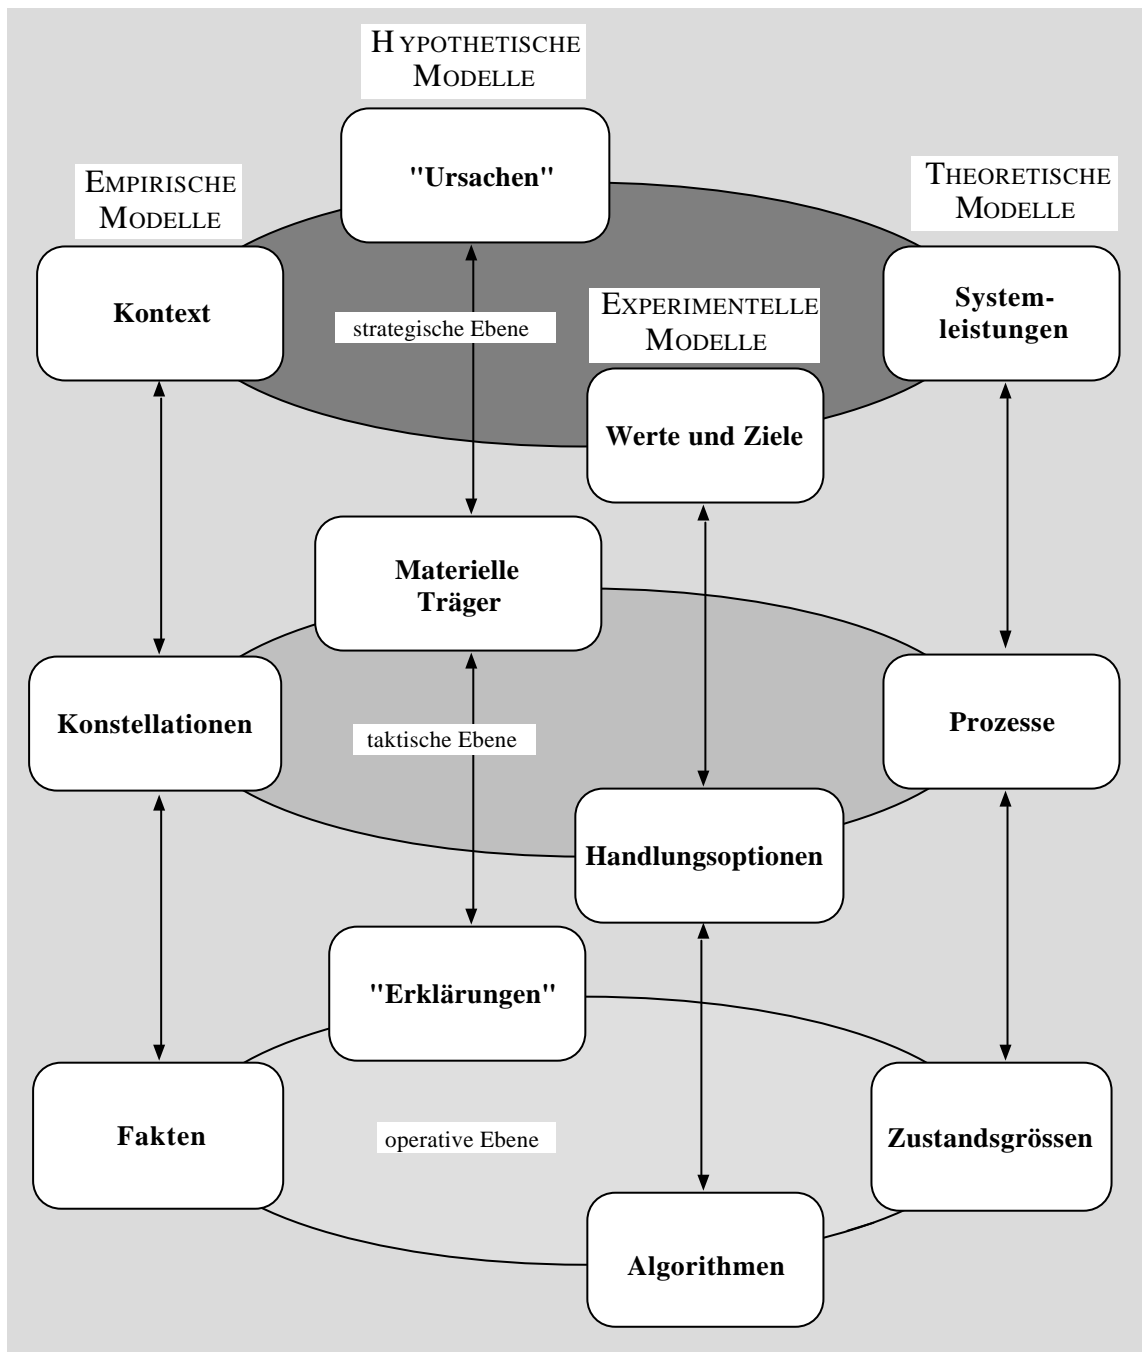 HYPOTHETISCHE
MODELLE
"Ursachen"
EMPIRISCHE
MODELLE
THEORETISCHE
MODELLE
Kontext
EXPERIMENTELLE
MODELLE
System-
leistungen
strategische Ebene
Werte und Ziele
Materielle
Träger
Konstellationen
taktische Ebene
Prozesse
Handlungsoptionen
"Erklärungen"
Fakten
operative Ebene
Zustandsgrössen
Algorithmen